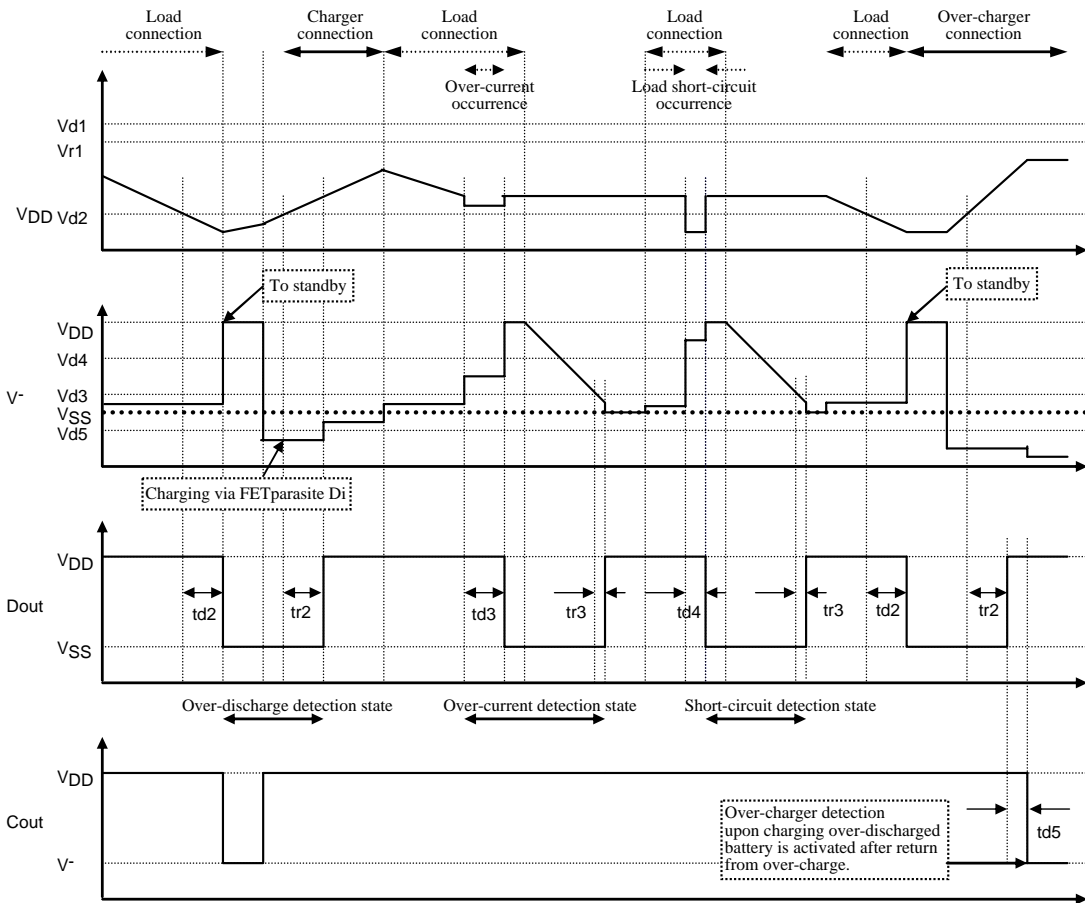 Load
connection
Charger
connection
Load
connection
Load
connection
Load
connection
Over-charger
connection
Over-current
occurrence
Load short-circuit
occurrence
Vd1
Vr1
VDD Vd2
To standby
To standby
VDD
Vd4
Vd3
V-
VSS
Vd5
Charging via FETparasite Di
VDD
Dout
td2
tr2
td3
tr3
td4
tr3
td2
tr2
VSS
Over-discharge detection state
Over-current detection state
Short-circuit detection state
VDD
Cout
Over-charger detection
upon charging over-discharged
battery is activated after return
from over-charge.
td5
V-